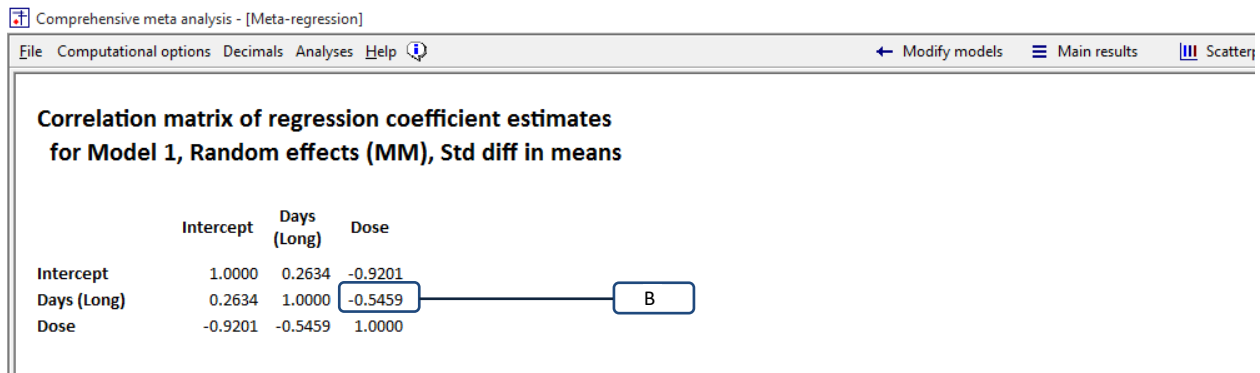 Comprehensive meta analysis - [Meta-regression]
File Computational options Decimals Analyses Help Modify models Main results
Correlation matrix of regression coefficient estimates
for Model 1, Random effects (MM), Std diff in means
Intercept Days (Long) Dose
Intercept 1.0000 0.2634 -0.9201
Days (Long) 0.2634 1.0000 -0.5459 B
Dose -0.9201 -0.5459 1.0000